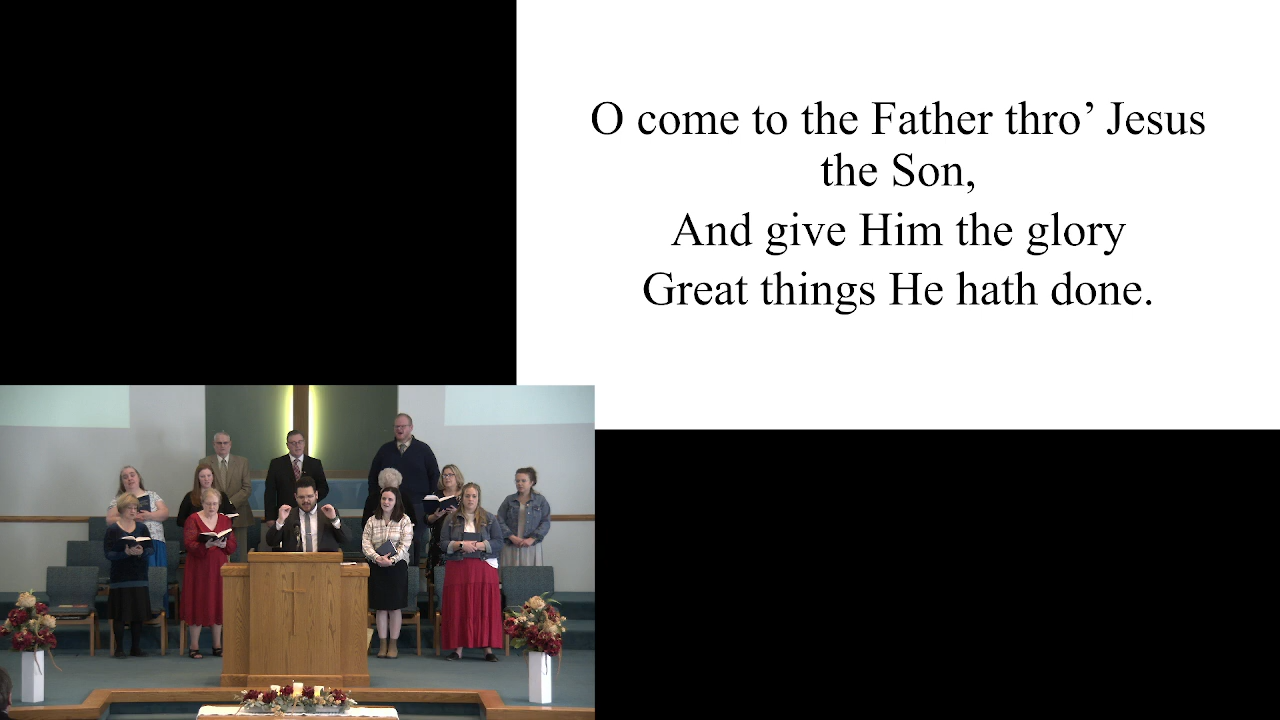 O come to the Father thro’ Jesus
the Son,
And give Him the glory
Great things He hath done.